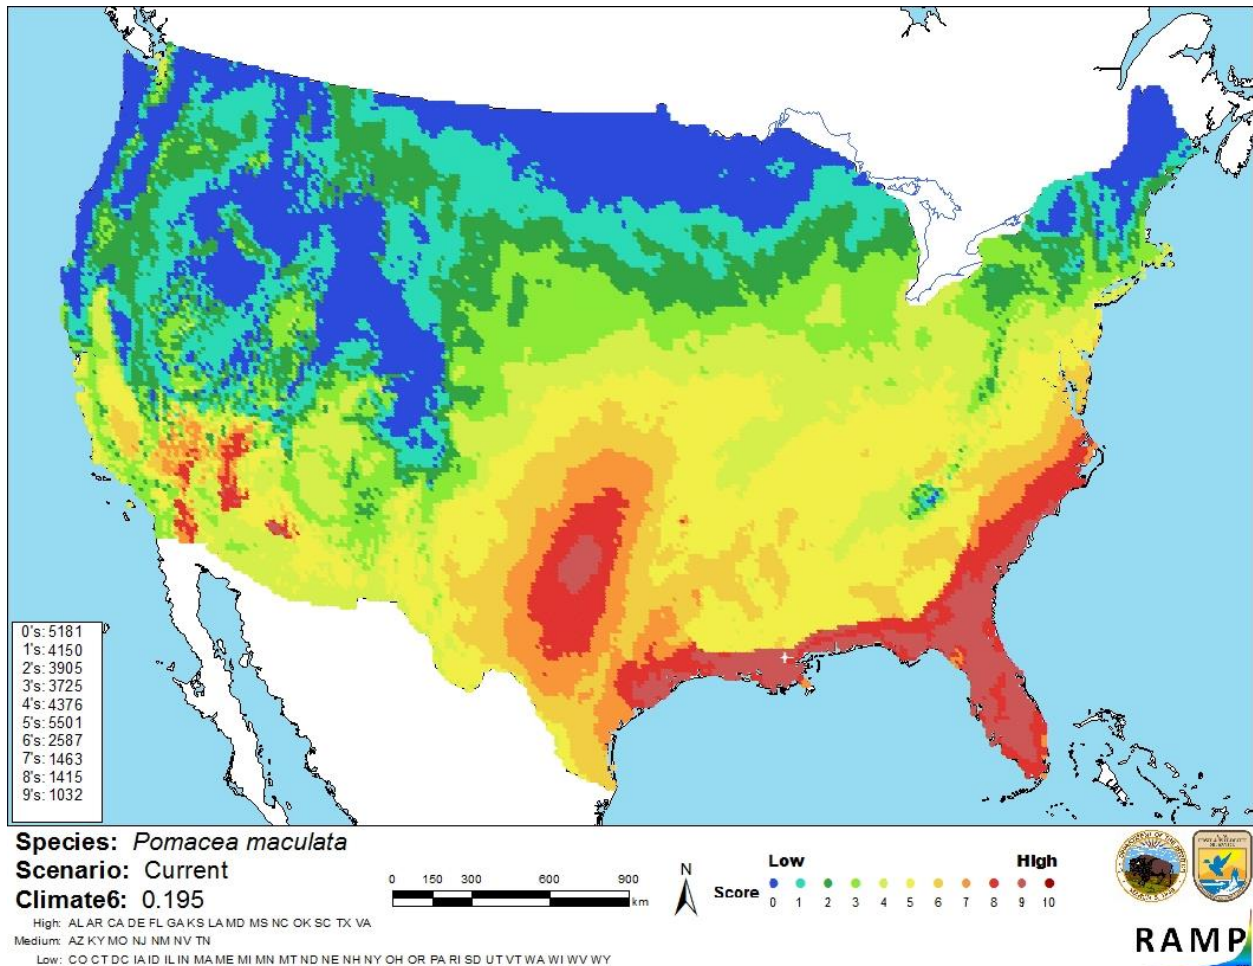 0's: 5181
1's: 4150
2's: 3905
3's: 3725
4's: 4376
5's: 5501
6's: 2587
7's: 1463
8's: 1415
9's: 1032
Species: Pomacea maculata
Scenario: Current
Climate6: 0.195
High: AL AR CA DE FL GA KS LA MD MS NC OK SC TX VA
Medium: AZ KY MO NJ NM NV TN
Low: CO CT DC IA ID IL IN MA ME MI MN MT ND NE NH NY OH OR PA RI SD UT VT WA WI WV WY
0 150 300 600 900
km
N
Low High
Score
0 1 2 3 4 5 6 7 8 9 10
RAMP